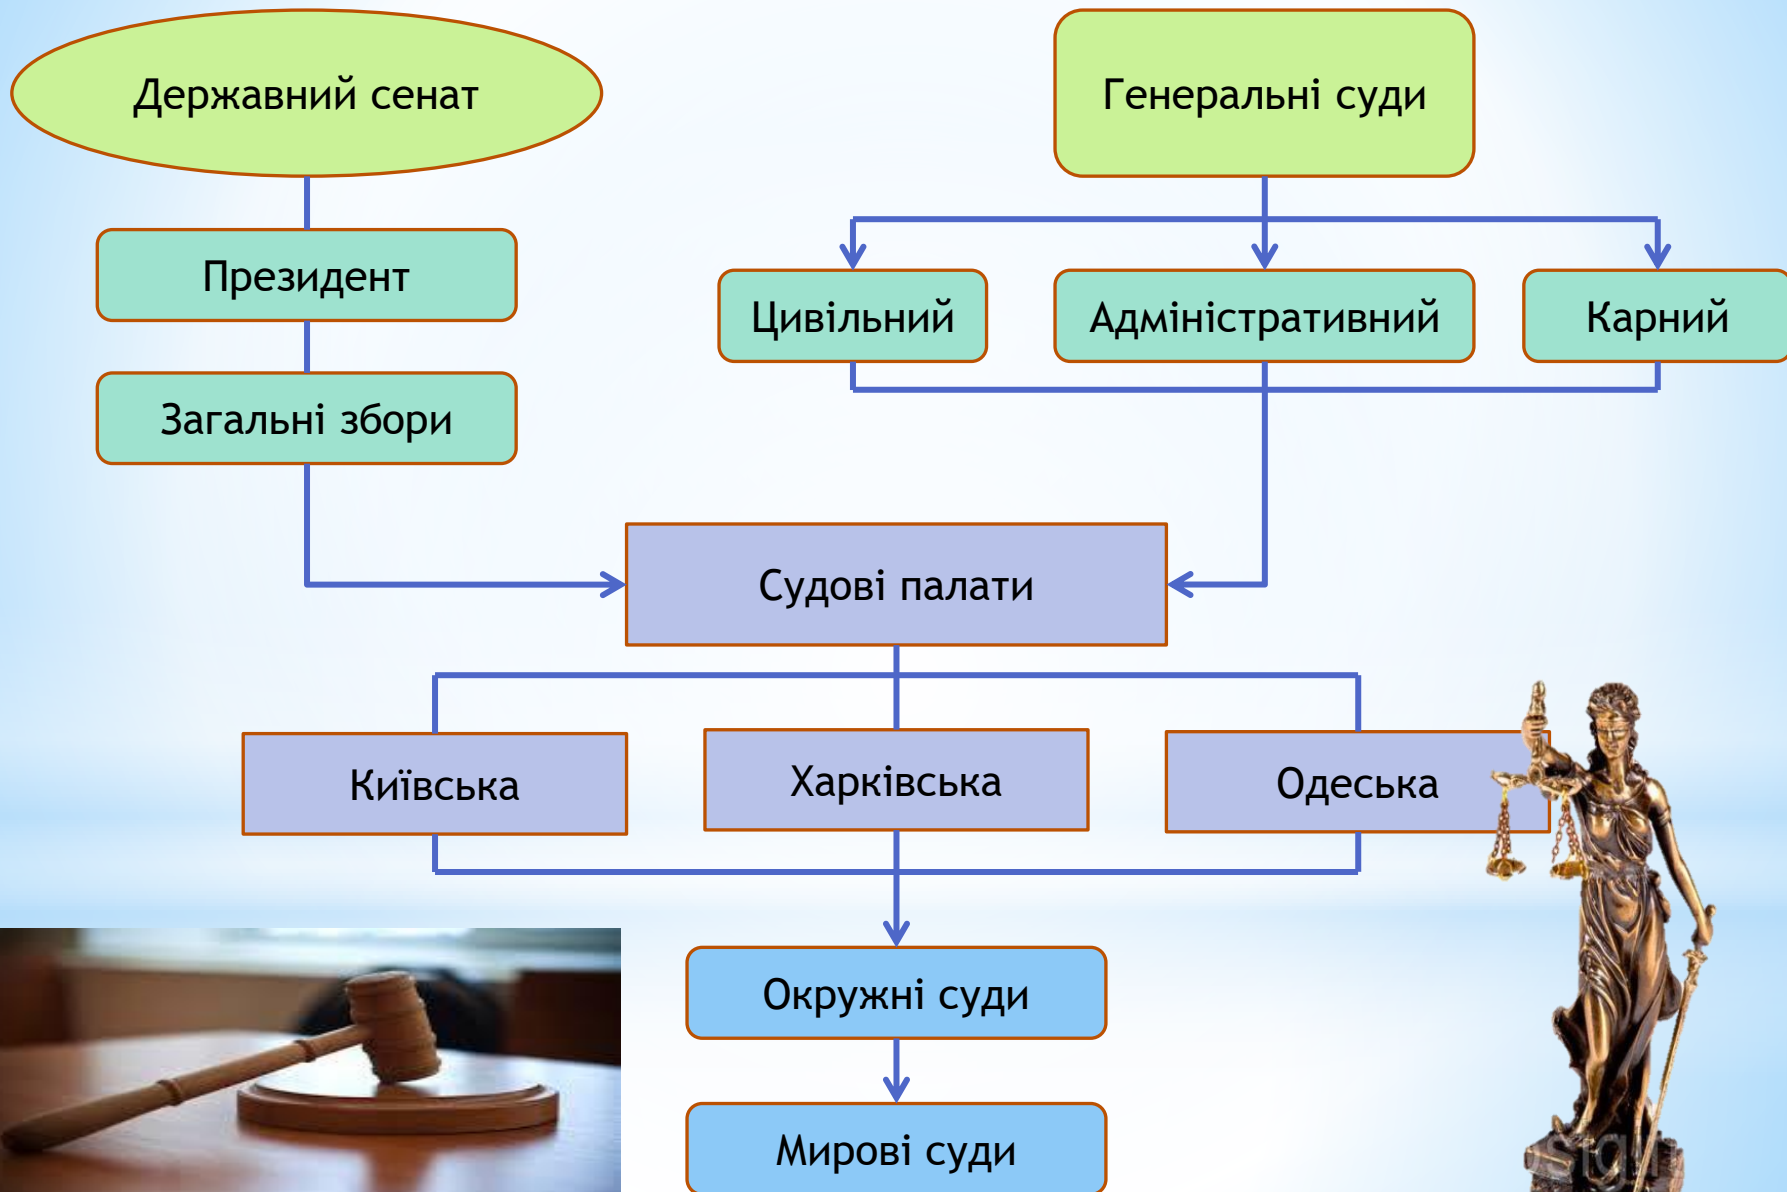 Державний сенат
Генеральні суди
Президент
Цивільний
Адміністративний
Карний
Загальні збори
Судові палати
Київська
Харківська
Одеська
Окружні суди
Мирові суди